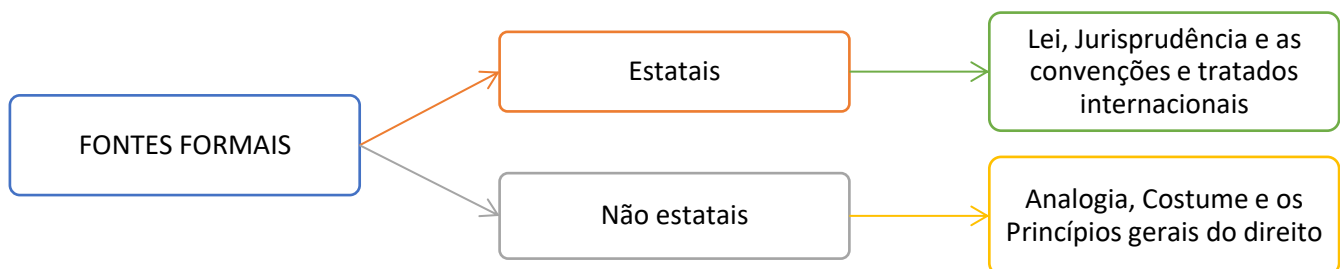 FONTES FORMAIS
Estatais
Lei, Jurisprudência e as
convenções e tratados
internacionais
Não estatais
Analogia, Costume e os
Princípios gerais do direito